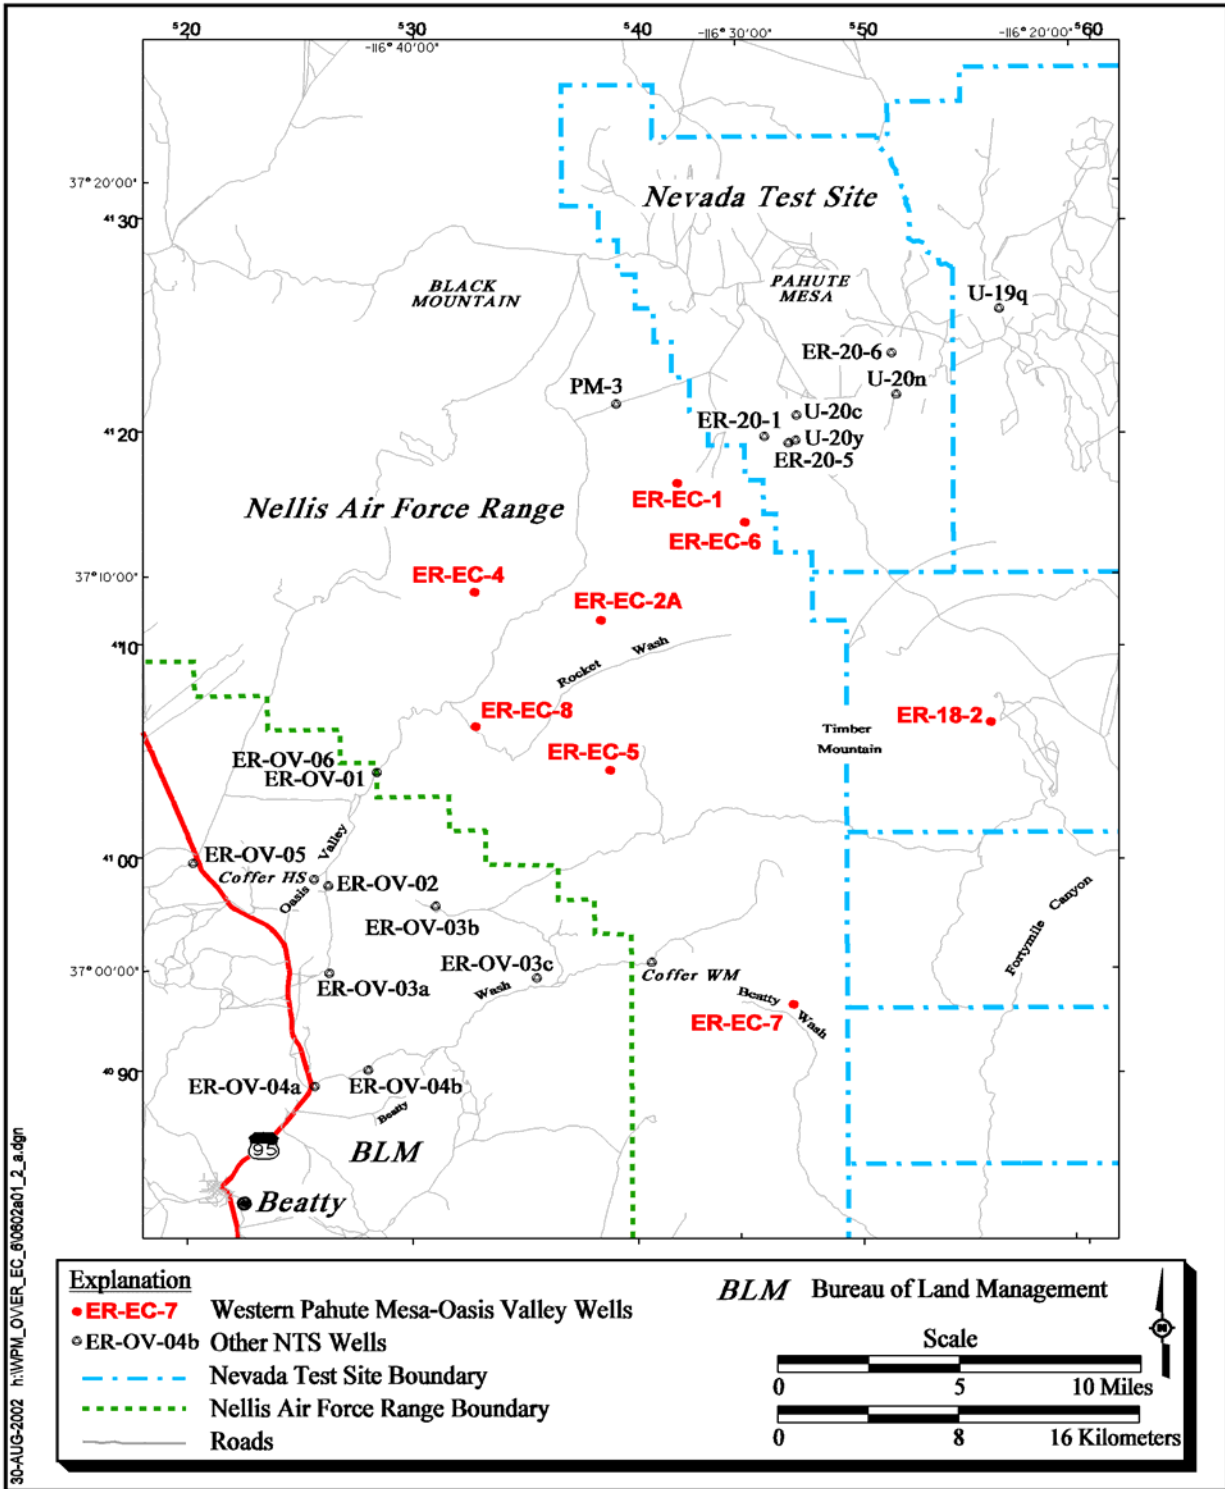 ⁵20 ⁵30 ⁵40 ⁵50 ⁵60
-116° 40'00" -116° 30'00" -116° 20'00"
37° 20'00"
Nevada Test Site
⁴¹30
BLACK
MOUNTAIN
PAHUTE
MESA
U-19q
ER-20-6
U-20n
PM-3
ER-20-1
U-20c
⁴¹20
U-20y
ER-20-5
ER-EC-1
Nellis Air Force Range
ER-EC-6
37° 10'00"
ER-EC-4
ER-EC-2A
⁴¹10
Rocket Wash
ER-EC-8
ER-18-2
Timber
Mountain
ER-EC-5
ER-OV-06
ER-OV-01
Oasis Valley
⁴¹00
ER-OV-05
Coffer HS
ER-OV-02
ER-OV-03b
Fortymile Canyon
37° 00'00"
ER-OV-03c
Coffer WM
ER-OV-03a
Wash
Beatty Wash
ER-EC-7
⁴⁰90
ER-OV-04a
ER-OV-04b
Beatty
95
BLM
Beatty
Explanation
ER-EC-7 Western Pahute Mesa-Oasis Valley Wells
ER-OV-04b Other NTS Wells
Nevada Test Site Boundary
Nellis Air Force Range Boundary
Roads
BLM Bureau of Land Management
N
Scale
0 5 10 Miles
0 8 16 Kilometers
30-AUG-2002 h:\WPM_OV\ER_EC_6\0602a01_2_a.dgn